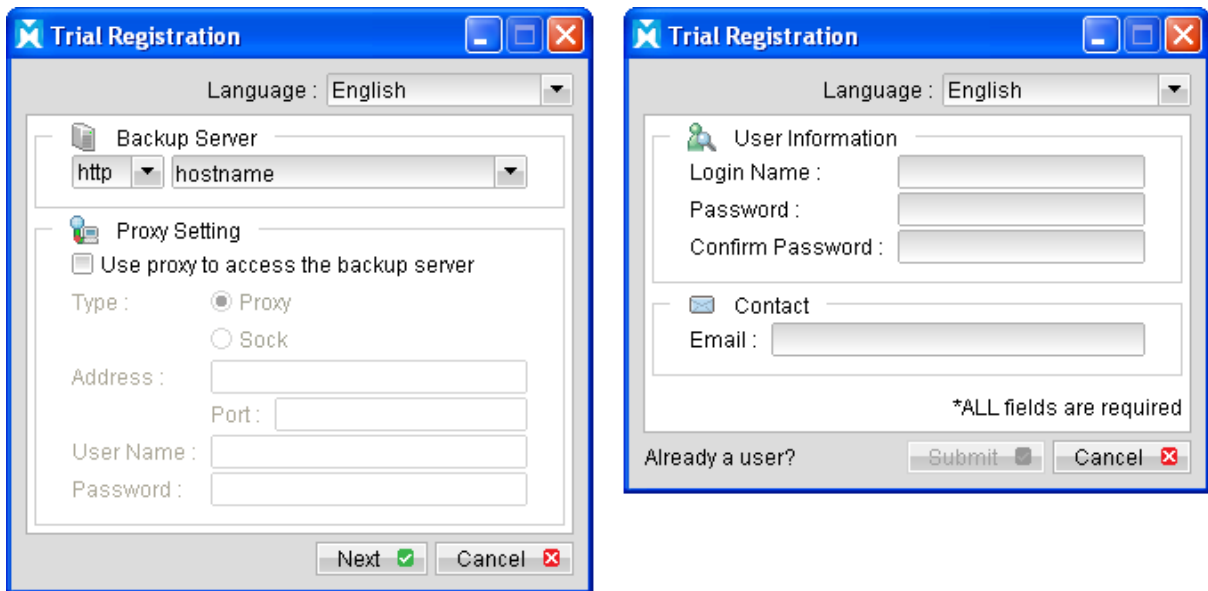 Trial Registration
Language : English
Backup Server
http hostname
Proxy Setting
Use proxy to access the backup server
Type : Proxy
Sock
Address :
Port :
User Name :
Password :
Next Cancel
Trial Registration
Language : English
User Information
Login Name :
Password :
Confirm Password :
Contact
Email :
*ALL fields are required
Already a user? Submit Cancel